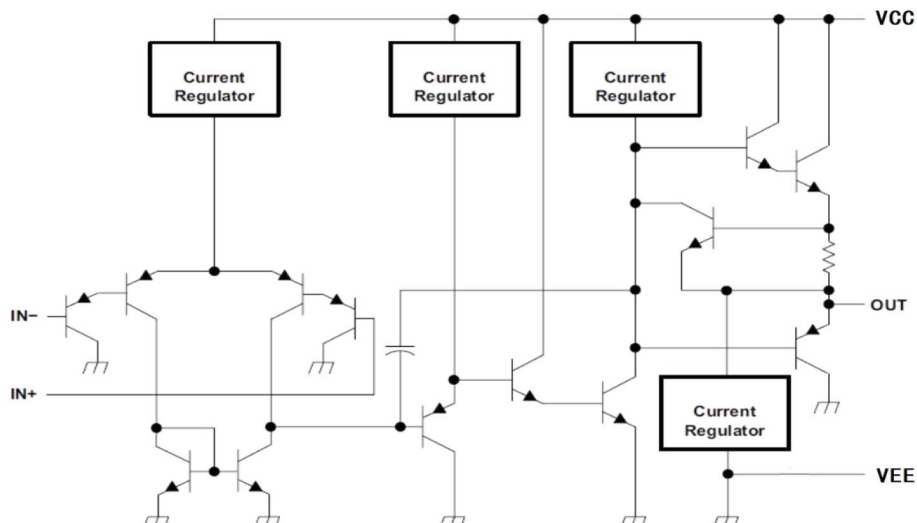 VCC
Current
Regulator
Current
Regulator
Current
Regulator
IN−
OUT
IN+
Current
Regulator
VEE